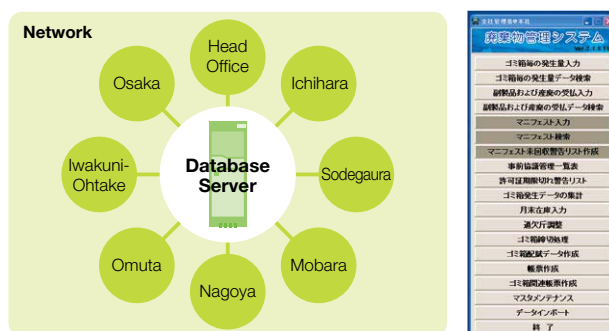 Network
Head
Office
Osaka
Ichihara
Iwakuni-
Ohtake
Database
Server
Sodegaura
Omuta
Mobara
Nagoya
廃棄物管理システム
ゴミ箱毎の発生量入力
ゴミ箱毎の発生量データ検索
副製品および産廃の受払入力
副製品および産廃の受払データ検索
マニフェスト入力
マニフェスト検索
マニフェスト未回収警告リスト作成
事前協議管理一覧表
許可証期限切れ警告リスト
ゴミ箱発生データの集計
月末在庫入力
過欠斤調整
ゴミ箱締切処理
ゴミ箱配賦データ作成
帳票作成
ゴミ箱関連帳票作成
マスタメンテナンス
データインポート
終 了